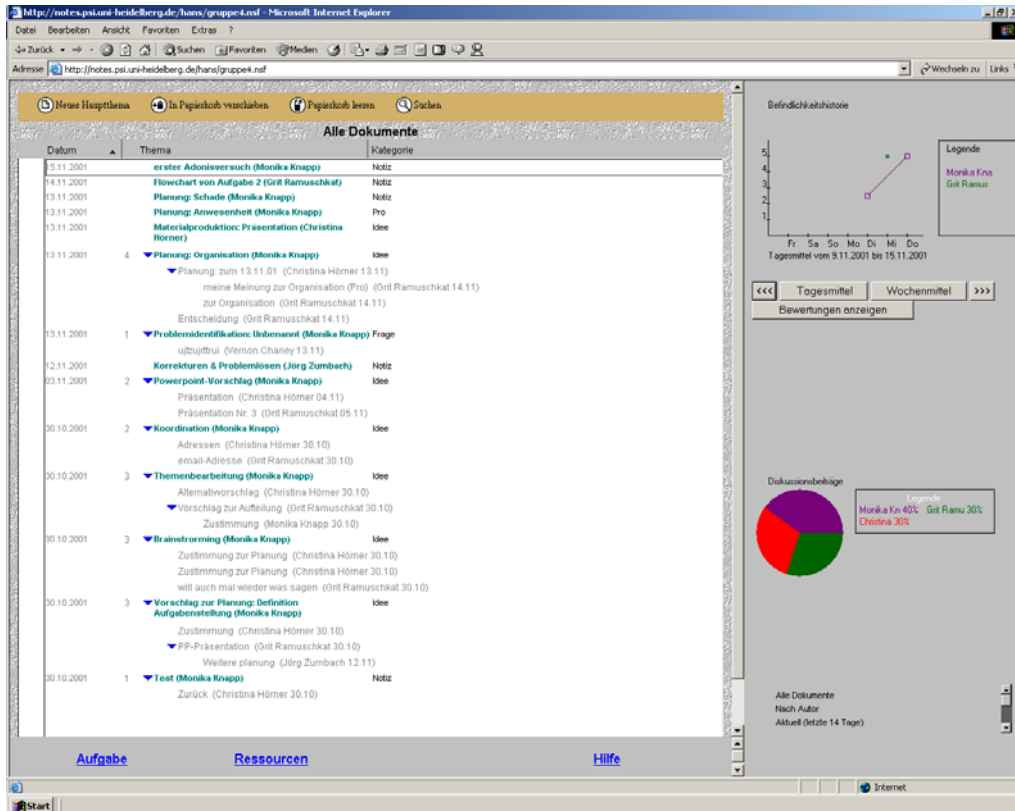 http://notes.psi.uni-heidelberg.de/hans/gruppe4.nsf - Microsoft Internet Explorer
Datei Bearbeiten Ansicht Favoriten Extras ?
Zurück Suchen Favoriten Medien
Adresse http://notes.psi.uni-heidelberg.de/hans/gruppe4.nsf Wechseln zu Links
Neues Hauptthema In Papierkorb verschieben Papierkorb leeren Suchen
Alle Dokumente
Datum Thema Kategorie
15.11.2001 erster Adonisversuch (Monika Knapp) Notiz
14.11.2001 Flowchart von Aufgabe 2 (Grit Ramuschkat) Notiz
13.11.2001 Planung: Schade (Monika Knapp) Notiz
13.11.2001 Planung: Anwesenheit (Monika Knapp) Pro
13.11.2001 Materialproduktion: Präsentation (Christina Idee
Hörner)
13.11.2001 4 Planung: Organisation (Monika Knapp) Idee
Planung: zum 13.11.01 (Christina Hörner 13.11)
meine Meinung zur Organisation (Pro) (Grit Ramuschkat 14.11)
zur Organisation (Grit Ramuschkat 14.11)
Entscheidung (Grit Ramuschkat 14.11)
13.11.2001 1 Problemidentifikation: Unbenannt (Monika Knapp) Frage
ujtzujttrui (Vernon Chaney 13.11)
12.11.2001 Korrekturen & Problemlösen (Jörg Zumbach) Notiz
03.11.2001 2 Powerpoint-Vorschlag (Monika Knapp) Idee
Präsentation (Christina Hörner 04.11)
Präsentation Nr. 3 (Grit Ramuschkat 05.11)
30.10.2001 2 Koordination (Monika Knapp) Idee
Adressen (Christina Hörner 30.10)
email-Adresse (Grit Ramuschkat 30.10)
30.10.2001 3 Themenbearbeitung (Monika Knapp) Idee
Alternativorschlag (Christina Hörner 30.10)
Vorschlag zur Aufteilung (Grit Ramuschkat 30.10)
Zustimmung (Monika Knapp 30.10)
30.10.2001 3 Brainstrorming (Monika Knapp) Idee
Zustimmung zur Planung (Christina Hörner 30.10)
Zustimmung zur Planung (Christina Hörner 30.10)
will auch mal wieder was sagen (Grit Ramuschkat 30.10)
30.10.2001 3 Vorschlag zur Planung: Definition Idee
Aufgabenstellung (Monika Knapp)
Zustimmung (Christina Hörner 30.10)
PP-Präsentation (Grit Ramuschkat 30.10)
Weitere planung (Jörg Zumbach 12.11)
30.10.2001 1 Test (Monika Knapp) Notiz
Zurück (Christina Hörner 30.10)
Aufgabe Ressourcen Hilfe
Befindlichkeitshistorie
5
4
3
2
1
Fr Sa So Mo Di Mi Do
Tagesmittel vom 9.11.2001 bis 15.11.2001
Legende
Monika Kna
Grit Ramus
<<< Tagesmittel Wochenmittel >>>
Bewertungen anzeigen
Diskussionsbeiträge
Legende
Monika Kn 40% Grit Ramu 30%
Christina 30%
Alle Dokumente
Nach Autor
Aktuell (letzte 14 Tage)
Internet
Start